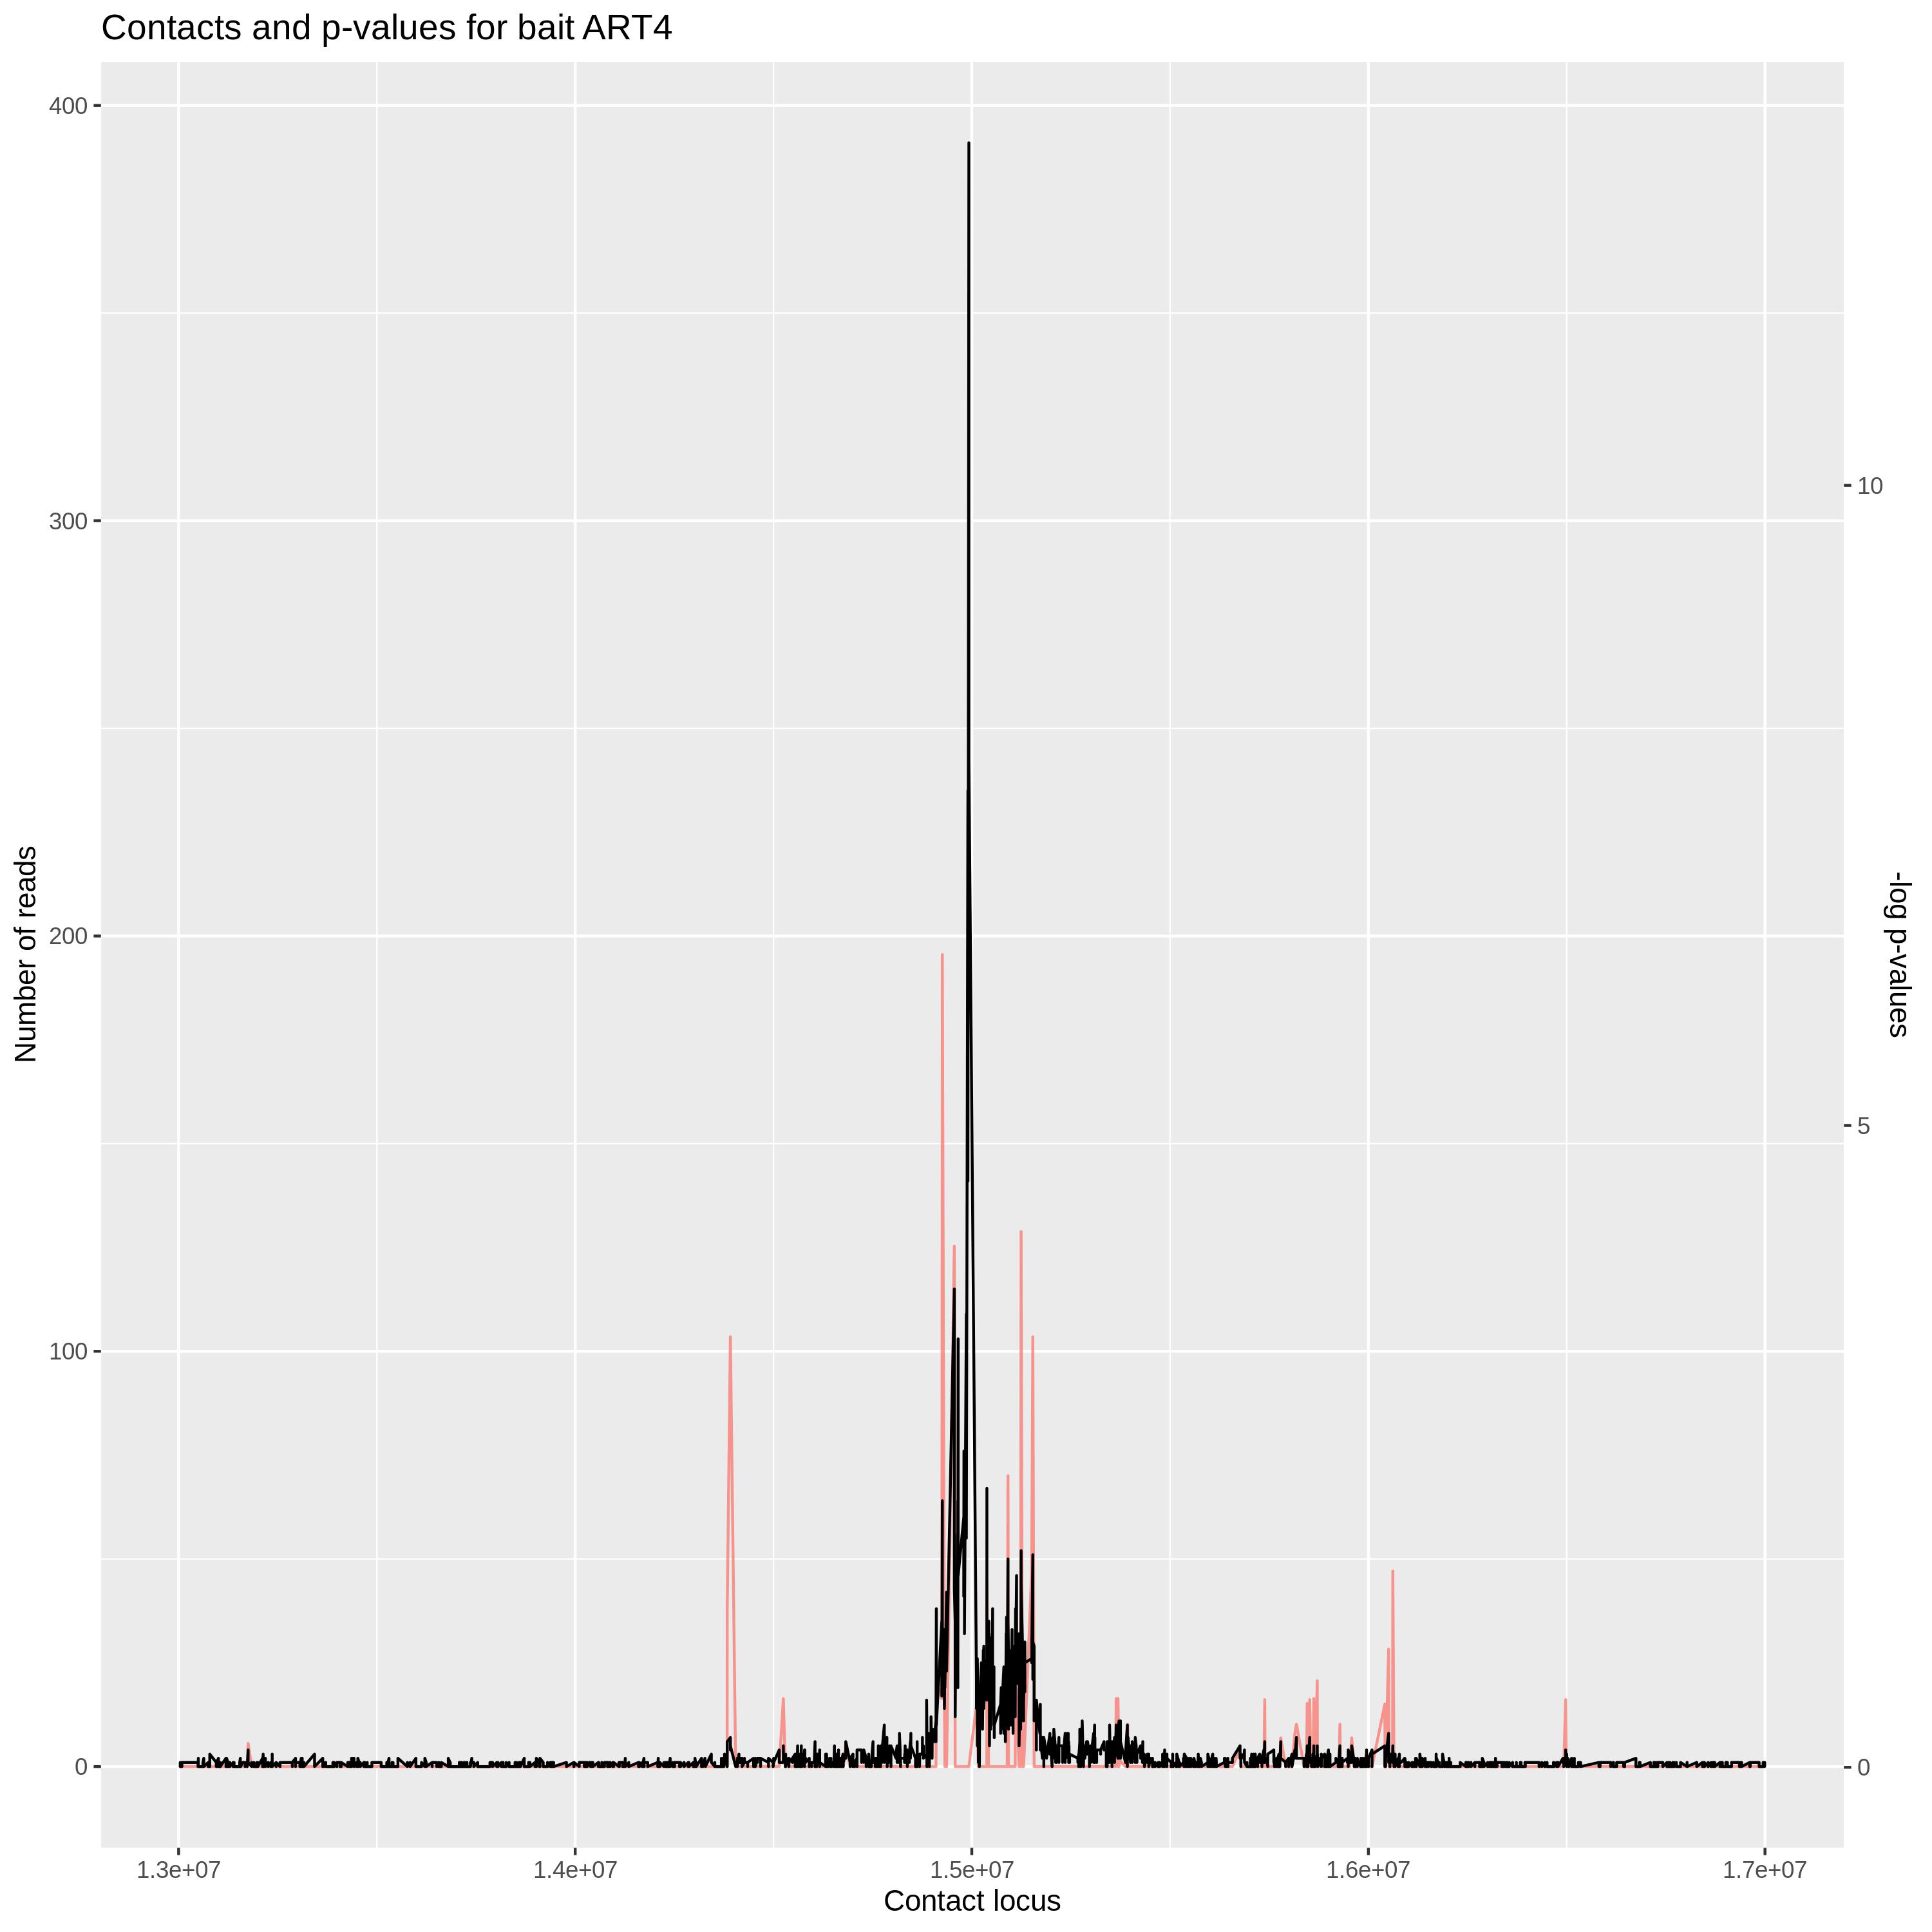 Contacts and p-values for bait ART4
400
300
200
100
0
Number of reads
10
5
0
-log p-values
1.3e+07
1.4e+07
1.5e+07
1.6e+07
1.7e+07
Contact locus